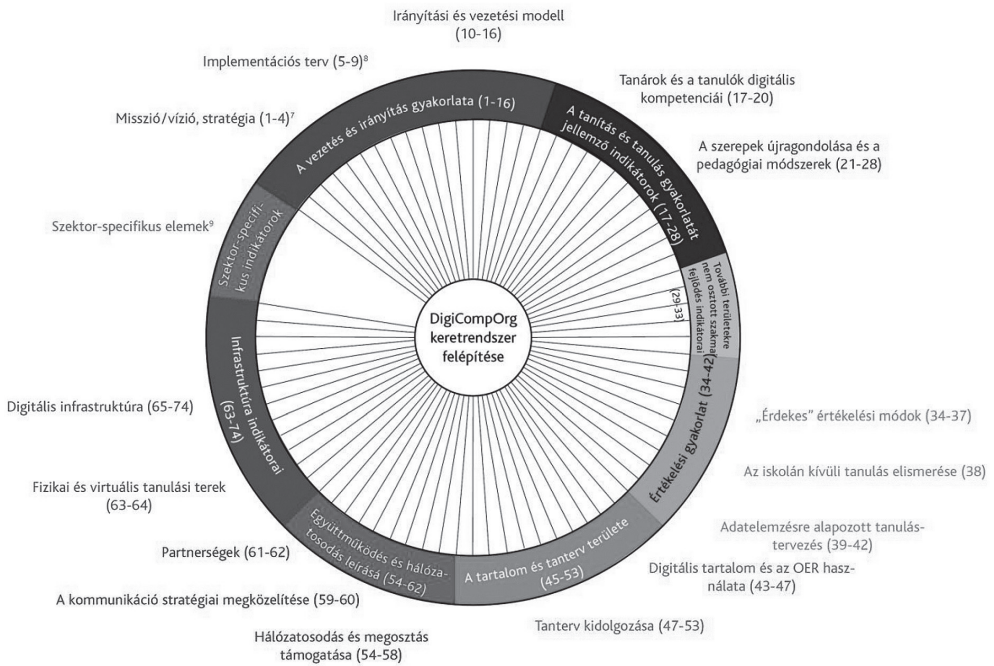 Irányítási és vezetési modell
(10-16)
Implementációs terv (5-9)⁸
Misszió/vízió, stratégia (1-4)⁷
Szektor-specifikus elemek⁹
Tanárok és a tanulók digitális
kompetenciái (17-20)
A szerepek újragondolása és a
pedagógiai módszerek (21-28)
A vezetés és irányítás gyakorlata (1-16)
A tanítás és tanulás gyakorlatát
jellemző indikátorok (17-28)
További területekre
nem osztott szakmai
fejlődés indikátorai
(29-33)
Értékelési gyakorlat (34-42)
A tartalom és tanterv területe
(45-53)
Együttműködés és hálóza-
tosodás leírása (54-62)
Infrastruktúra indikátorai
(63-74)
Szektor-specifi-
kus indikátorok
DigiCompOrg
keretrendszer
felépítése
„Érdekes” értékelési módok (34-37)
Az iskolán kívüli tanulás elismerése (38)
Adatelemzésre alapozott tanulás-
tervezés (39-42)
Digitális tartalom és az OER hasz-
nálata (43-47)
Tanterv kidolgozása (47-53)
Hálózatosodás és megosztás
támogatása (54-58)
A kommunikáció stratégiai megközelítése (59-60)
Partnerségek (61-62)
Fizikai és virtuális tanulási terek
(63-64)
Digitális infrastruktúra (65-74)